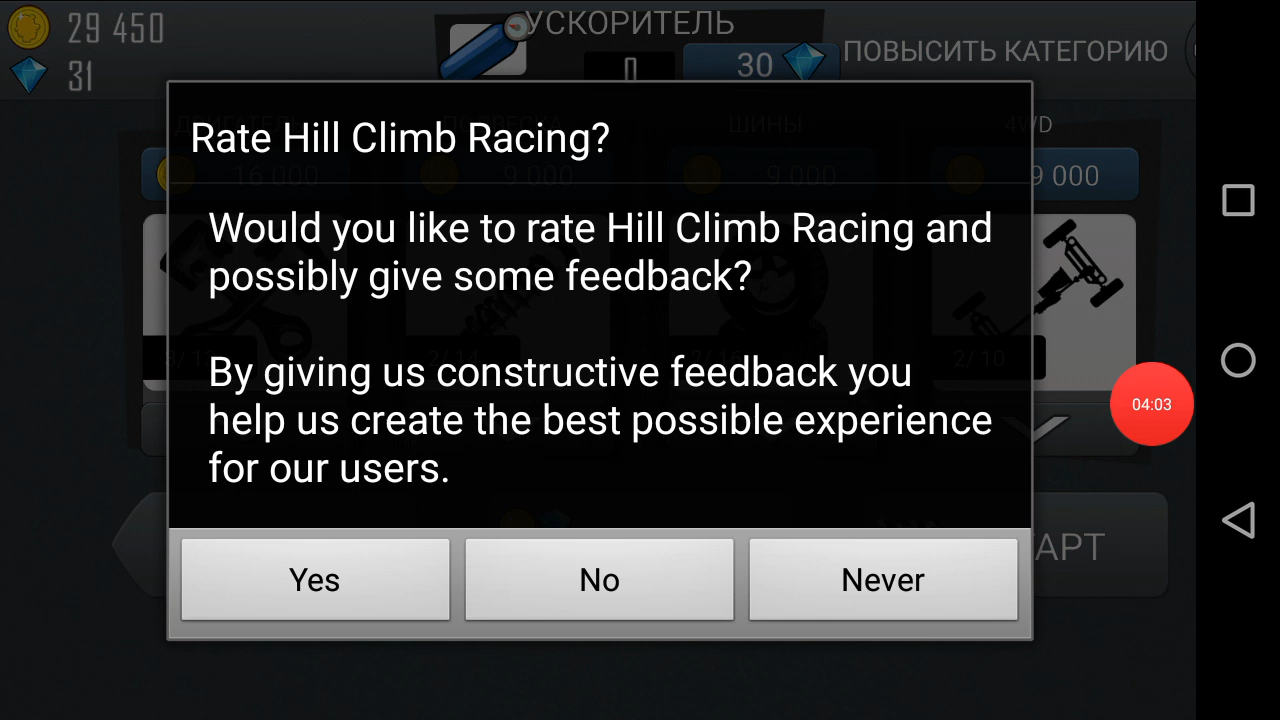 29 450
31
УСКОРИТЕЛЬ
0
30
ПОВЫСИТЬ КАТЕГОРИЮ
ШИНЫ
4WD
16 000
9 000
9 000
9 000
Rate Hill Climb Racing?
Would you like to rate Hill Climb Racing and
possibly give some feedback?
2/ 10
By giving us constructive feedback you
help us create the best possible experience
for our users.
04:03
Yes
No
Never